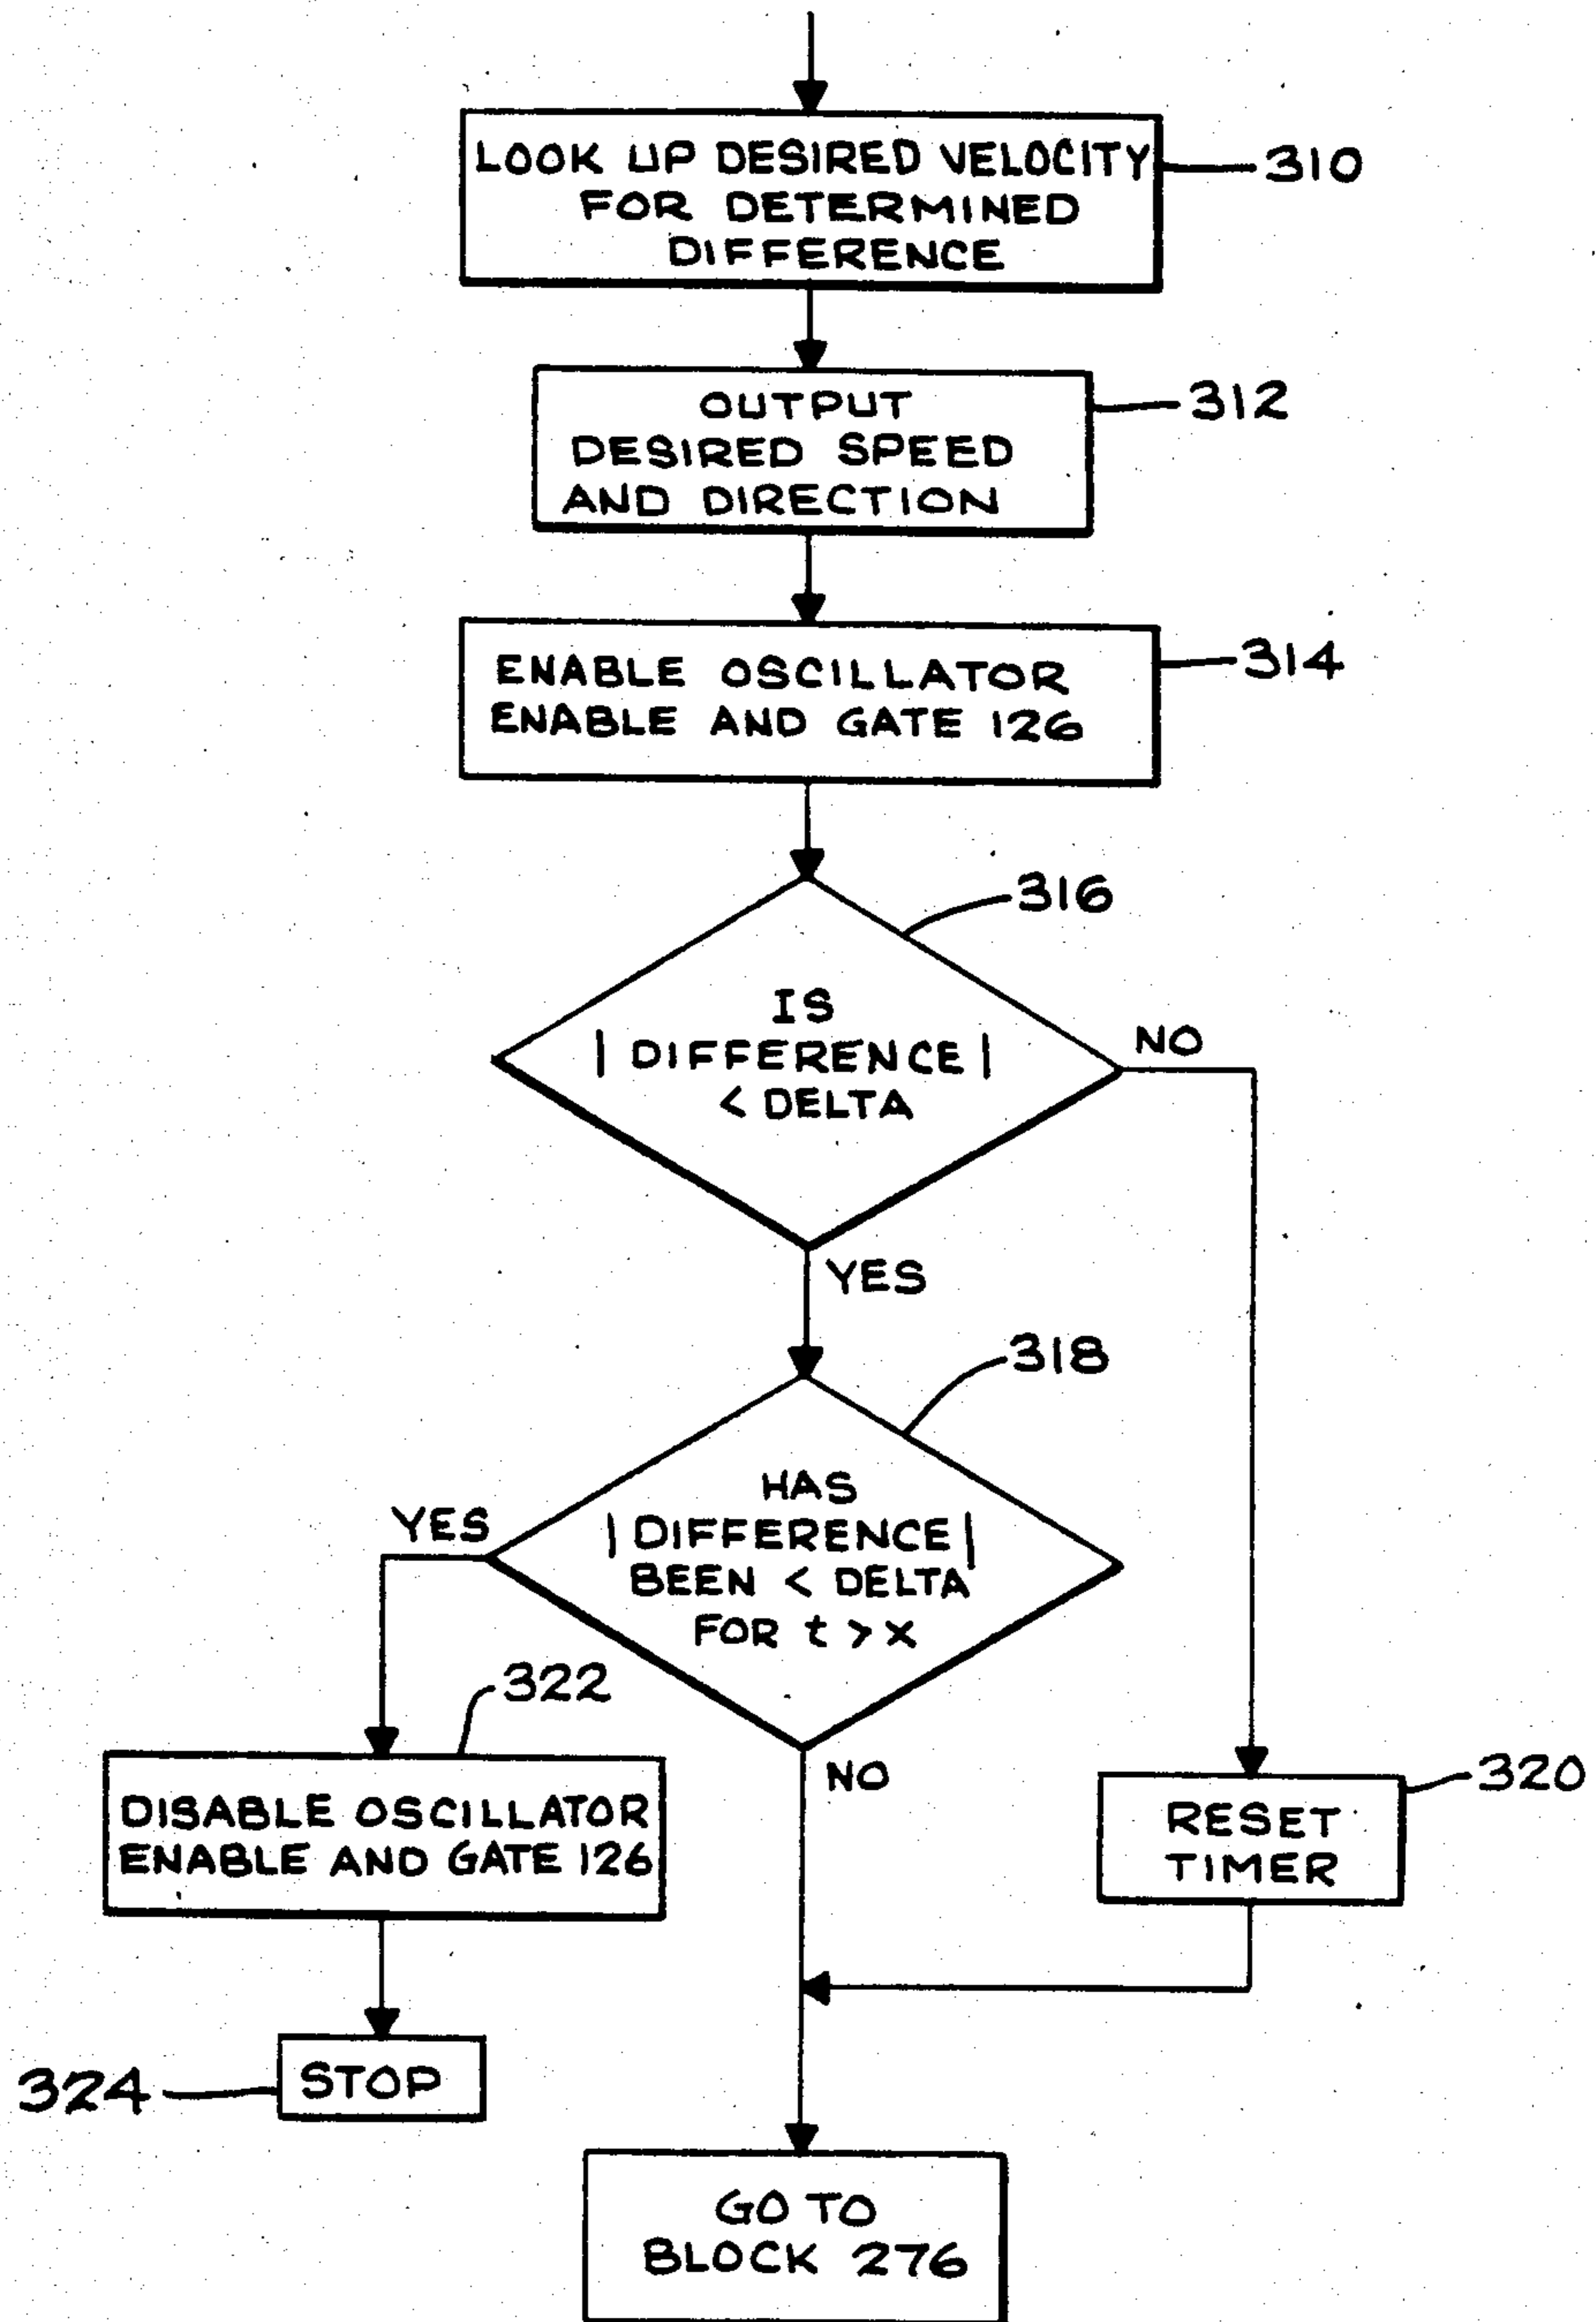 LOOK UP DESIRED VELOCITY
FOR DETERMINED
DIFFERENCE
310
OUTPUT
DESIRED SPEED
AND DIRECTION
312
ENABLE OSCILLATOR
ENABLE AND GATE 126
314
316
IS
| DIFFERENCE |
< DELTA
NO
YES
318
HAS
| DIFFERENCE |
BEEN < DELTA
FOR t > x
YES
NO
322
DISABLE OSCILLATOR
ENABLE AND GATE 126
320
RESET
TIMER
324
STOP
GO TO
BLOCK 276